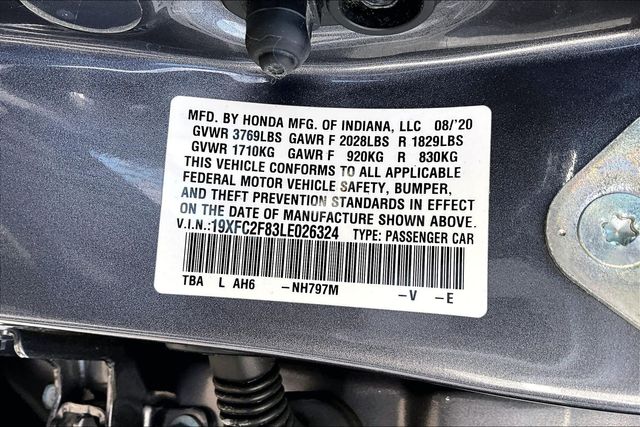 MFD. BY HONDA MFG. OF INDIANA, LLC 08/'20
GVWR 3769LBS GAWR F 2028LBS R 1829LBS
GVWR 1710KG GAWR F 920KG R 830KG
THIS VEHICLE CONFORMS TO ALL APPLICABLE
FEDERAL MOTOR VEHICLE SAFETY, BUMPER,
AND THEFT PREVENTION STANDARDS IN EFFECT
ON THE DATE OF MANUFACTURE SHOWN ABOVE.
V.I.N.:19XFC2F83LE026324 TYPE: PASSENGER CAR
TBA L AH6 -NH797M -V -E